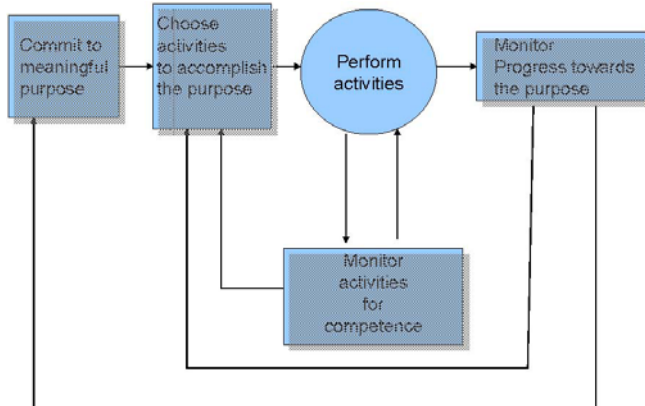 Commit to
meaningful
purpose
Choose
activities
to accomplish
the purpose
Perform
activities
Monitor
Progress towards
the purpose
Monitor
activities
for
competence